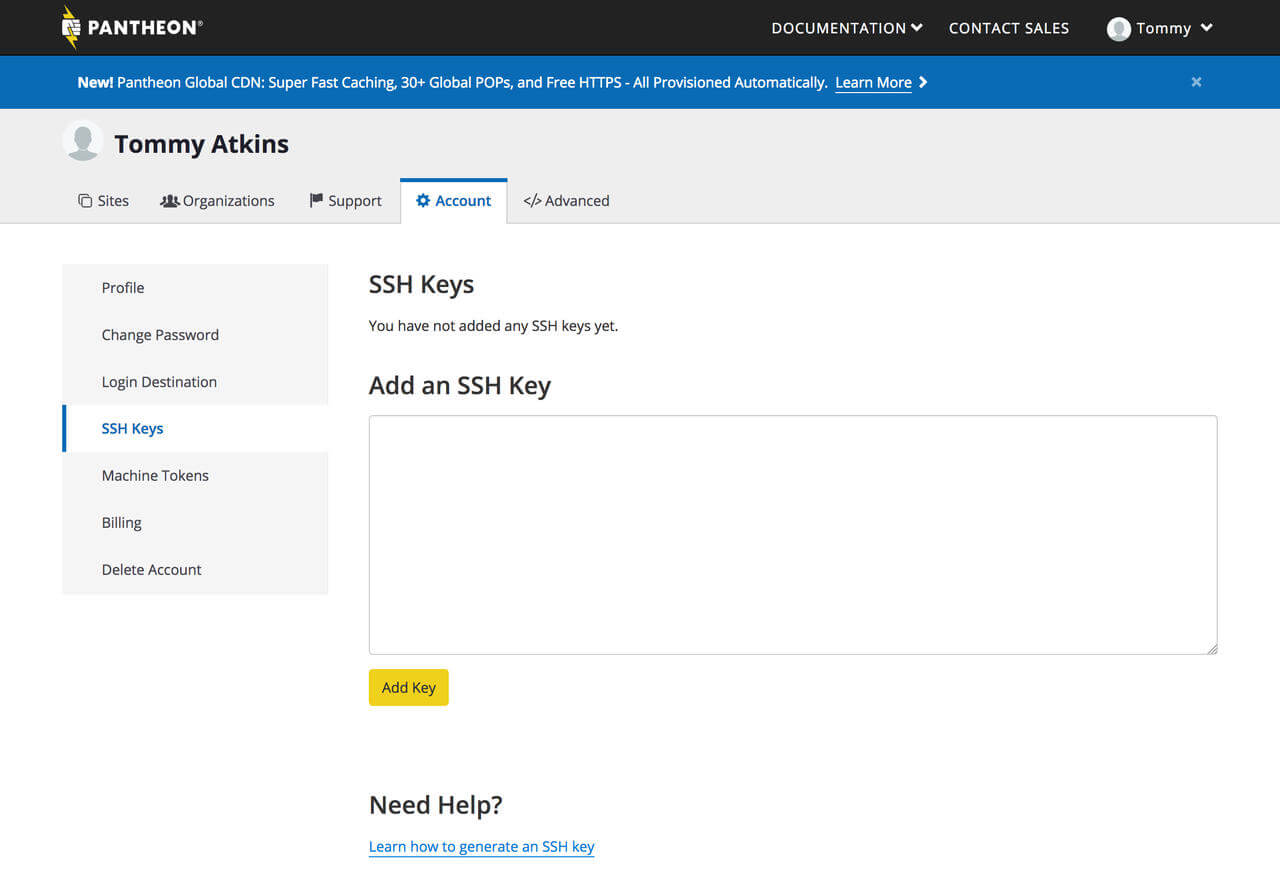 PANTHEON®
DOCUMENTATION
CONTACT SALES
Tommy
New! Pantheon Global CDN: Super Fast Caching, 30+ Global POPs, and Free HTTPS - All Provisioned Automatically. Learn More
Tommy Atkins
Sites
Organizations
Support
Account
</> Advanced
Profile
Change Password
Login Destination
SSH Keys
Machine Tokens
Billing
Delete Account
SSH Keys
You have not added any SSH keys yet.
Add an SSH Key
Add Key
Need Help?
Learn how to generate an SSH key